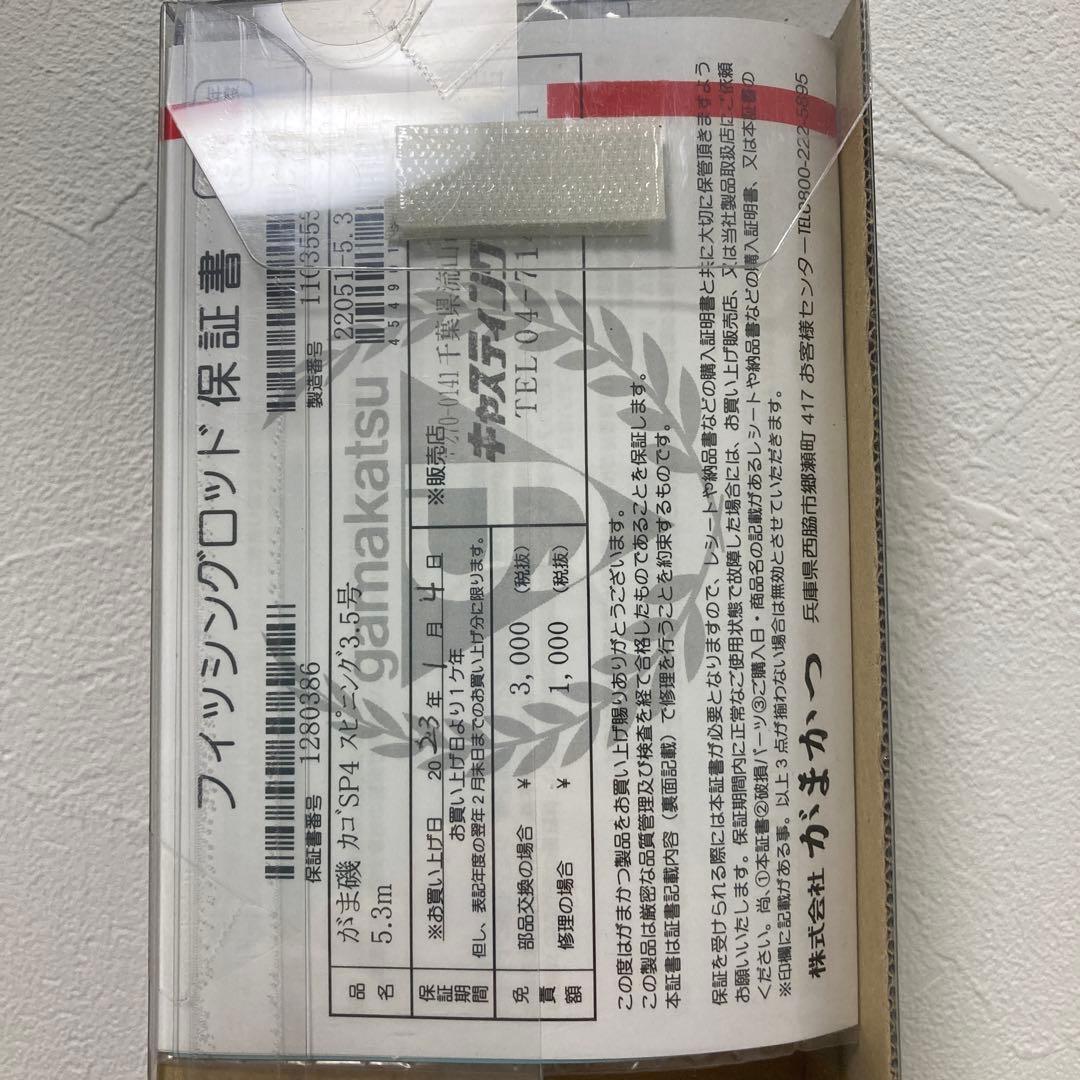 年度
フィッシングロッド保証書
保証書番号 1280386
製造番号
品名 がま磯 カゴSP4 スピニング3.5号
5.3m
22051-5.3
保証期間 ※お買い上げ日 2023年1月4日
お買い上げ日より1ケ年
但し、表記年度の翌年2月末日までのお買い上げ分に限ります。
※販売店
0141 千葉県流山
キャスティング
TEL 04-71
免責額 部品交換の場合 ¥ 3,000 (税抜)
修理の場合 ¥ 1,000 (税抜)
gamakatsu
この度はがまかつ製品をお買い上げ賜りありがとうございます。
この製品は厳密な品質管理及び検査を経て合格したものであることを保証します。
本証書は証書記載内容（裏面記載）で修理を行うことを約束するものです。
保証を受けられる際には本証書が必要となりますので、レシートや納品書などの購入証明書と共に大切に保管頂きますよう
お願いいたします。保証期間内に正常なご使用状態で故障した場合には、お買い上げ販売店、又は当社製品取扱店にご依頼
ください。尚、①本証書②破損パーツ③ご購入日・商品名の記載があるレシートや納品書などの購入証明書、又は本証書の
※印欄に記載がある事。以上3点が揃わない場合は無効とさせていただきます。
株式会社 がまかつ 兵庫県西脇市郷瀬町417 お客様センターTEL0800-222-5895